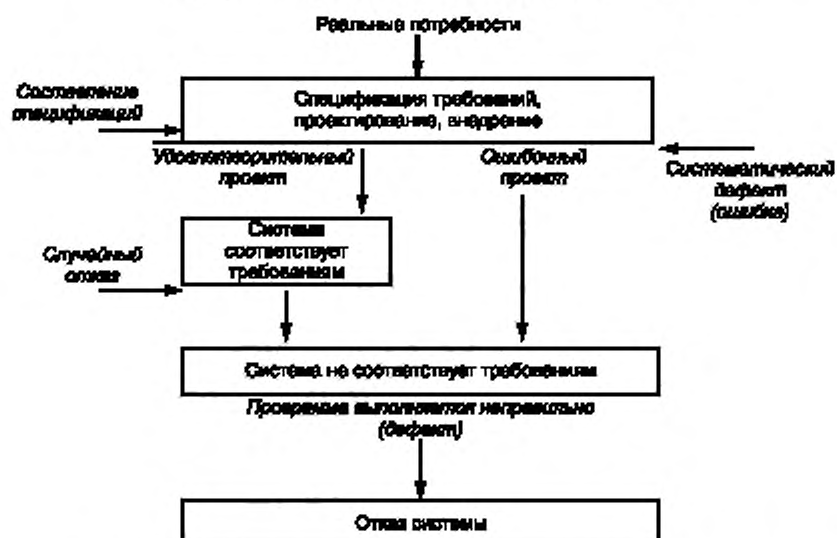 Реальные потребности
Составление
спецификаций
Спецификация требований,
проектирование, внедрение
Удовлетворительный
проект
Ошибочный
проект
Систематический
дефект
(ошибка)
Случайный
отказ
Система
соответствует
требованиям
Система не соответствует требованиям
Программа выполняется неправильно
(дефект)
Отказ системы